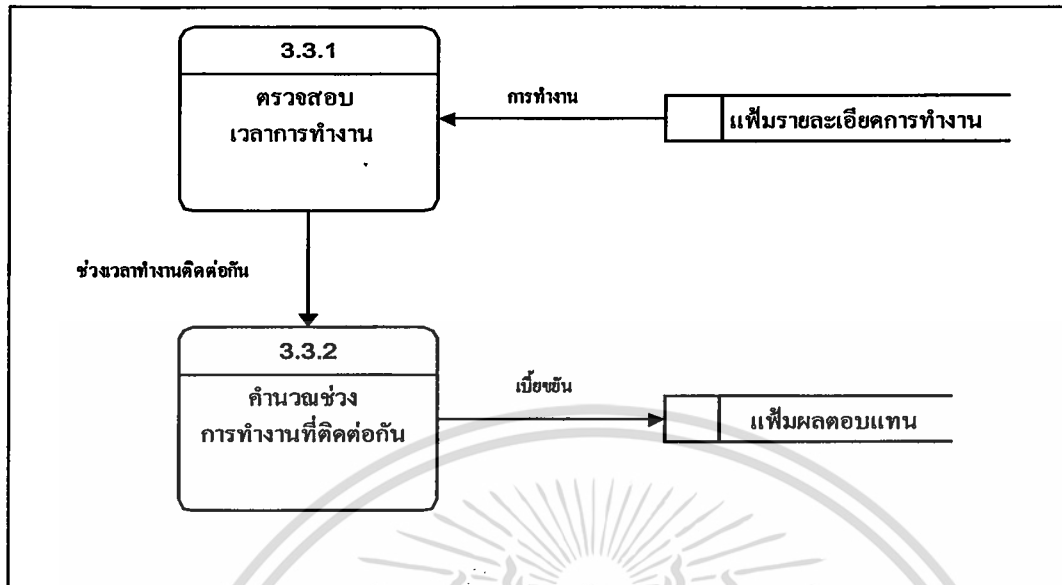 3.3.1
ตรวจสอบ
เวลาการทำงาน
การทำงาน
แฟ้มรายละเอียดการทำงาน
ช่วงเวลาทำงานติดต่อกัน
3.3.2
คำนวณช่วง
การทำงานที่ติดต่อกัน
เบี้ยขยัน
แฟ้มผลตอบแทน